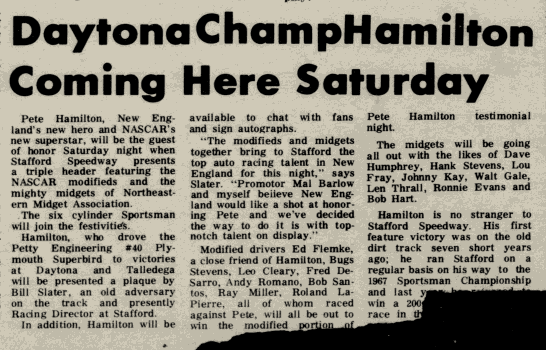 Daytona Champ Hamilton
Coming Here Saturday
Pete Hamilton, New Eng-
land's new hero and NASCAR's
new superstar, will be the guest
of honor Saturday night when
Stafford Speedway presents
a triple header featuring the
NASCAR modifieds and the
mighty midgets of Northeast-
ern Midget Association.
The six cylinder Sportsman
will join the festivities.
Hamilton, who drove the
Petty Engineering #40 Ply-
mouth Superbird to victories
at Daytona and Talledega
will be presented a plaque by
Bill Slater, an old adversary
on the track and presently
Racing Director at Stafford.
In addition, Hamilton will be
available to chat with fans
and sign autographs.
"The modifieds and midgets
together bring to Stafford the
top auto racing talent in New
England for this night," says
Slater. "Promotor Mal Barlow
and myself believe New Eng-
land would like a shot at honor-
ing Pete and we've decided
the way to do it is with top-
notch talent on display."
Modified drivers Ed Flemke,
a close friend of Hamilton, Bugs
Stevens, Leo Cleary, Fred De-
Sarro, Andy Romano, Bob San-
tos, Ray Miller, Roland La-
Pierre, all of whom raced
against Pete, will all be out to
win the modified portion of
Pete Hamilton testimonial
night.
The midgets will be going
all out with the likes of Dave
Humphrey, Hank Stevens, Lou
Fray, Johnny Kay, Walt Gale,
Len Thrall, Ronnie Evans and
Bob Hart.
Hamilton is no stranger to
Stafford Speedway. His first
feature victory was on the old
dirt track seven short years
ago; he ran Stafford on a
regular basis on his way to the
1967 Sportsman Championship
and last
win a
race in